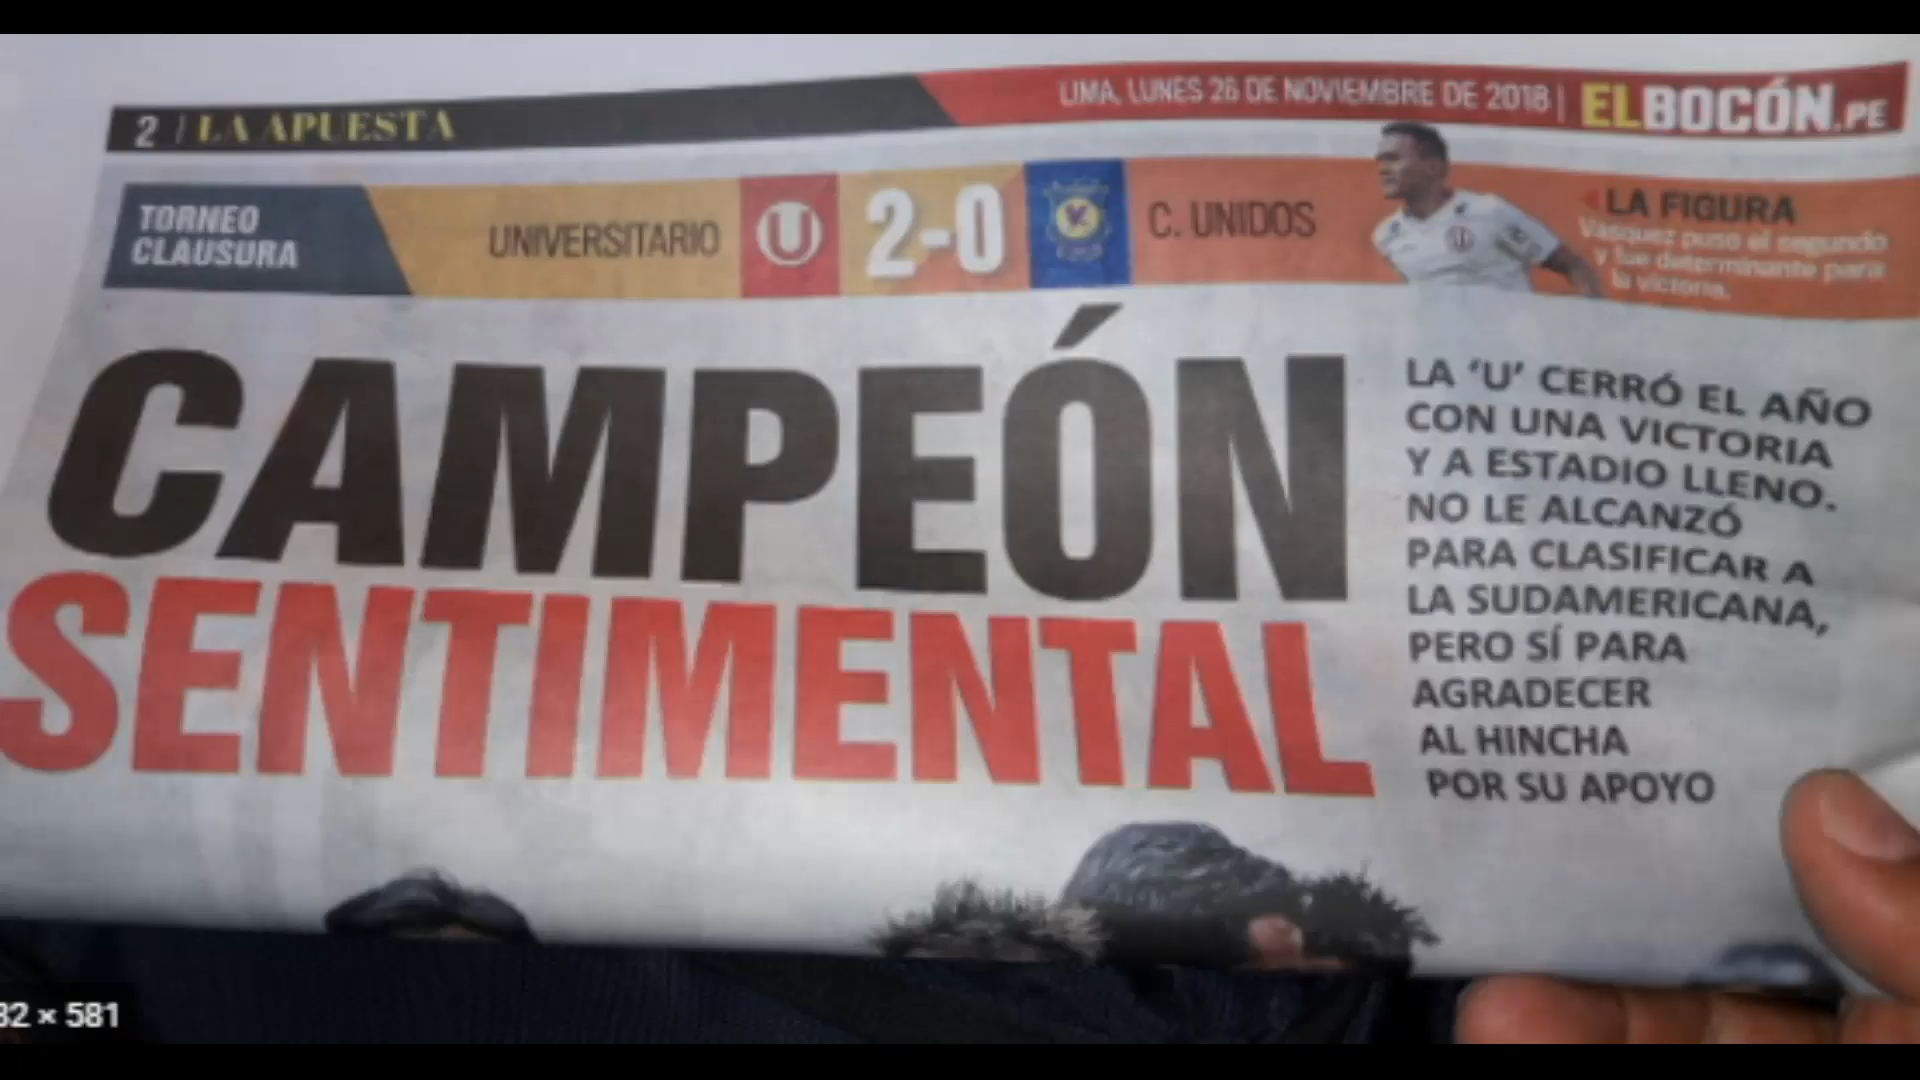 2 | LA APUESTA
LIMA, LUNES 26 DE NOVIEMBRE DE 2018 | ELBOCÓN.PE
TORNEO
CLAUSURA
UNIVERSITARIO U 2-0 C. UNIDOS
LA FIGURA
Vásquez puso el segundo
y fue determinante para
la victoria.
CAMPEÓN
SENTIMENTAL
LA ‘U’ CERRÓ EL AÑO
CON UNA VICTORIA
Y A ESTADIO LLENO.
NO LE ALCANZÓ
PARA CLASIFICAR A
LA SUDAMERICANA,
PERO SÍ PARA
AGRADECER
AL HINCHA
POR SU APOYO
32 × 581